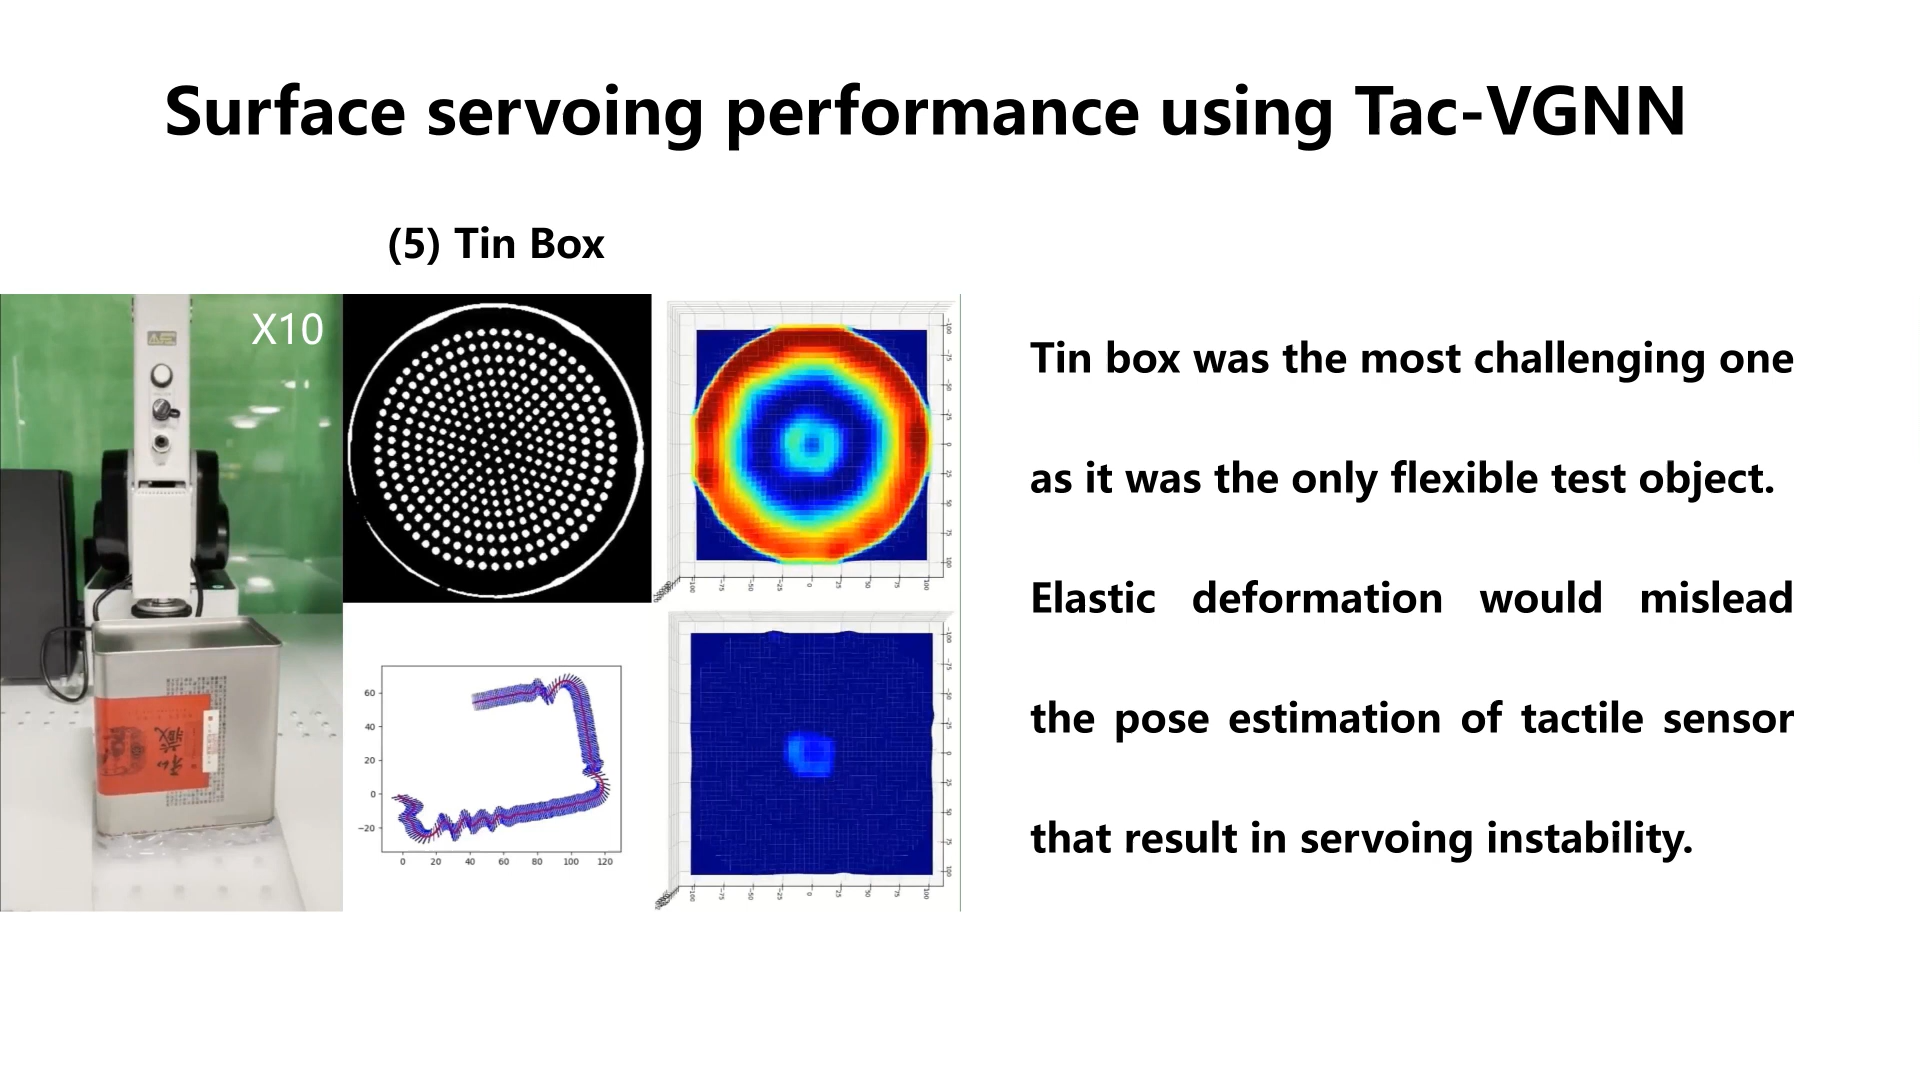 Surface servoing performance using Tac-VGNN
(5) Tin Box
X10
Tin box was the most challenging one
as it was the only flexible test object.
Elastic deformation would mislead
the pose estimation of tactile sensor
that result in servoing instability.
60
40
20
0
−20
0 20 40 60 80 100 120